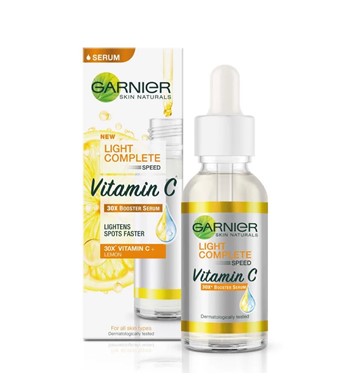 SERUM
GARNIER
SKIN NATURALS
NEW
LIGHT
COMPLETE
SPEED
Vitamin C
30X BOOSTER SERUM
LIGHTENS
SPOTS FASTER
30X VITAMIN C +
LEMON
For all skin types
Dermatologically tested
GARNIER
SKIN NATURALS
LIGHT
COMPLETE
SPEED
Vitamin C
30X BOOSTER SERUM
Dermatologically tested